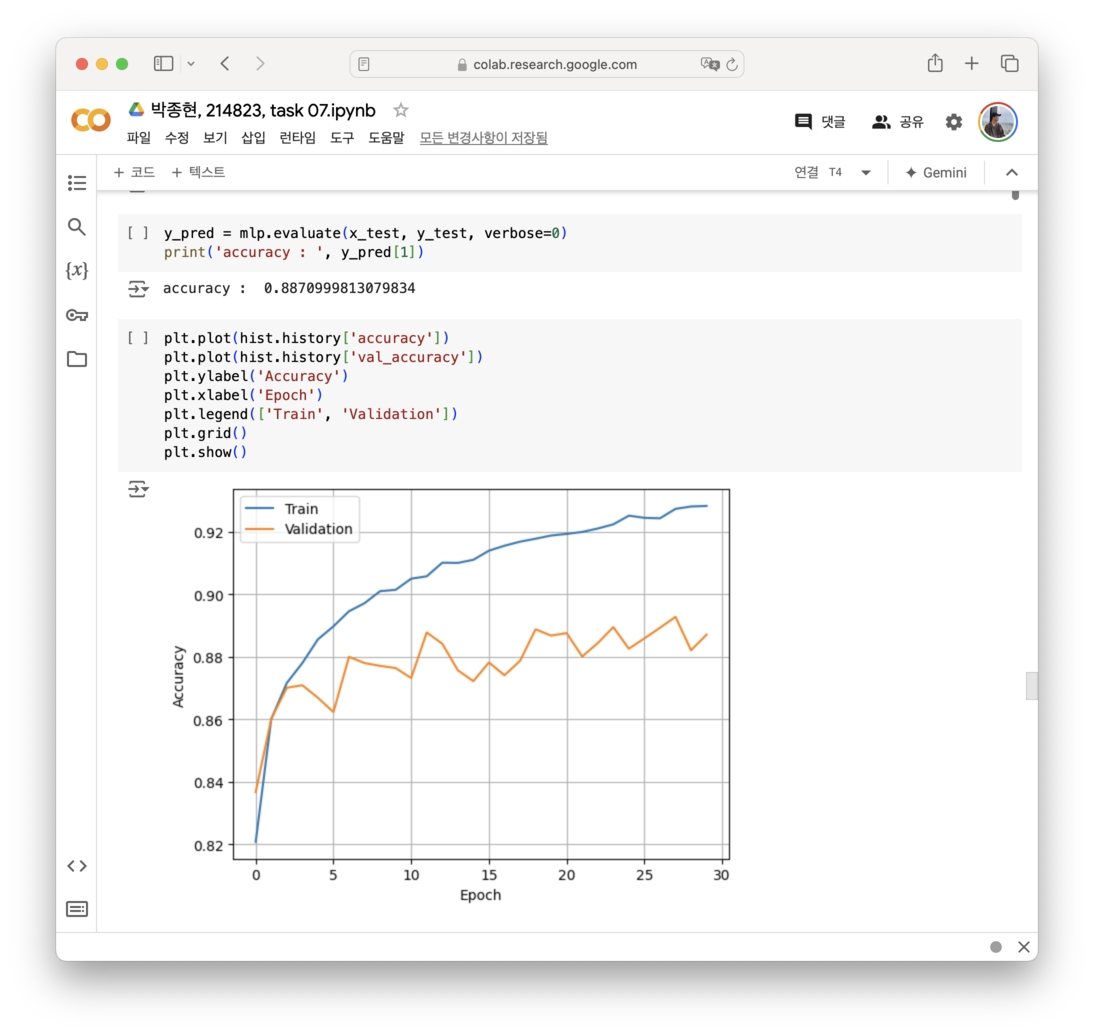 colab.research.google.com
박종현, 214823, task 07.ipynb
댓글
공유
파일 수정 보기 삽입 런타임 도구 도움말 모든 변경사항이 저장됨
+ 코드 + 텍스트
연결 T4
Gemini
[ ] y_pred = mlp.evaluate(x_test, y_test, verbose=0)
print('accuracy : ', y_pred[1])
accuracy :  0.8870999813079834
[ ] plt.plot(hist.history['accuracy'])
plt.plot(hist.history['val_accuracy'])
plt.ylabel('Accuracy')
plt.xlabel('Epoch')
plt.legend(['Train', 'Validation'])
plt.grid()
plt.show()
Train
Validation
0.92
0.90
0.88
0.86
0.84
0.82
Accuracy
0 5 10 15 20 25 30
Epoch